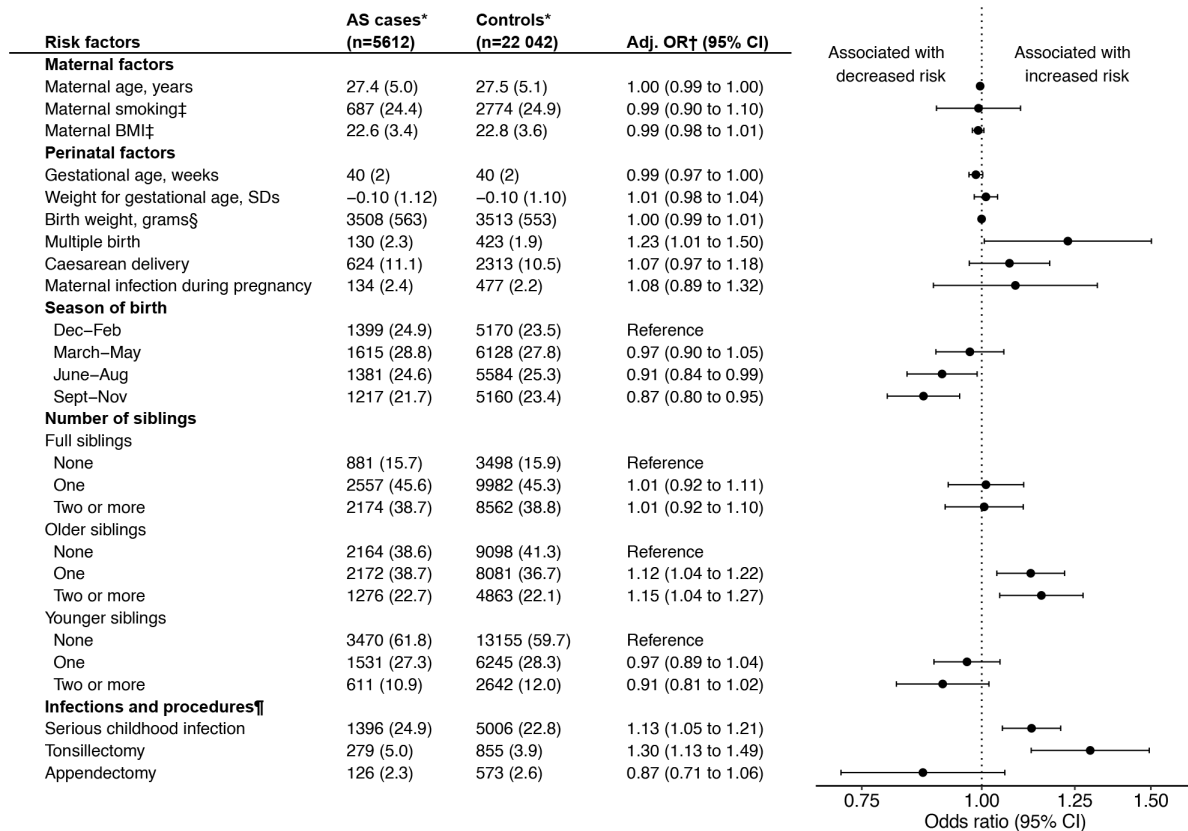 AS cases* Controls*
Risk factors (n=5612) (n=22 042) Adj. OR† (95% CI)
Associated with decreased risk
Associated with increased risk
Maternal factors
Maternal age, years 27.4 (5.0) 27.5 (5.1) 1.00 (0.99 to 1.00)
Maternal smoking‡ 687 (24.4) 2774 (24.9) 0.99 (0.90 to 1.10)
Maternal BMI‡ 22.6 (3.4) 22.8 (3.6) 0.99 (0.98 to 1.01)
Perinatal factors
Gestational age, weeks 40 (2) 40 (2) 0.99 (0.97 to 1.00)
Weight for gestational age, SDs −0.10 (1.12) −0.10 (1.10) 1.01 (0.98 to 1.04)
Birth weight, grams§ 3508 (563) 3513 (553) 1.00 (0.99 to 1.01)
Multiple birth 130 (2.3) 423 (1.9) 1.23 (1.01 to 1.50)
Caesarean delivery 624 (11.1) 2313 (10.5) 1.07 (0.97 to 1.18)
Maternal infection during pregnancy 134 (2.4) 477 (2.2) 1.08 (0.89 to 1.32)
Season of birth
Dec−Feb 1399 (24.9) 5170 (23.5) Reference
March−May 1615 (28.8) 6128 (27.8) 0.97 (0.90 to 1.05)
June−Aug 1381 (24.6) 5584 (25.3) 0.91 (0.84 to 0.99)
Sept−Nov 1217 (21.7) 5160 (23.4) 0.87 (0.80 to 0.95)
Number of siblings
Full siblings
None 881 (15.7) 3498 (15.9) Reference
One 2557 (45.6) 9982 (45.3) 1.01 (0.92 to 1.11)
Two or more 2174 (38.7) 8562 (38.8) 1.01 (0.92 to 1.10)
Older siblings
None 2164 (38.6) 9098 (41.3) Reference
One 2172 (38.7) 8081 (36.7) 1.12 (1.04 to 1.22)
Two or more 1276 (22.7) 4863 (22.1) 1.15 (1.04 to 1.27)
Younger siblings
None 3470 (61.8) 13155 (59.7) Reference
One 1531 (27.3) 6245 (28.3) 0.97 (0.89 to 1.04)
Two or more 611 (10.9) 2642 (12.0) 0.91 (0.81 to 1.02)
Infections and procedures¶
Serious childhood infection 1396 (24.9) 5006 (22.8) 1.13 (1.05 to 1.21)
Tonsillectomy 279 (5.0) 855 (3.9) 1.30 (1.13 to 1.49)
Appendectomy 126 (2.3) 573 (2.6) 0.87 (0.71 to 1.06)
0.75 1.00 1.25 1.50
Odds ratio (95% CI)